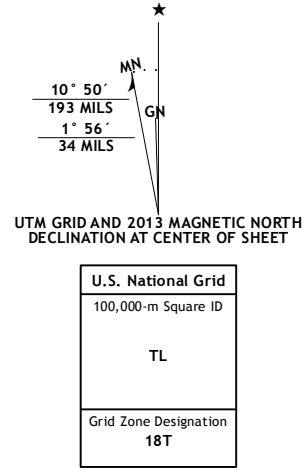 ★
MN
GN
10° 50´
193 MILS
1° 56´
34 MILS
UTM GRID AND 2013 MAGNETIC NORTH
DECLINATION AT CENTER OF SHEET
U.S. National Grid
100,000-m Square ID
TL
Grid Zone Designation
18T